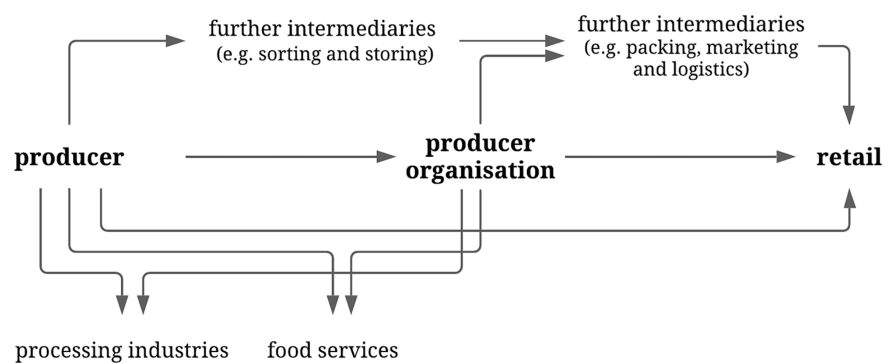 further intermediaries
(e.g. sorting and storing)
further intermediaries
(e.g. packing, marketing
and logistics)
producer
producer
organisation
retail
processing industries
food services